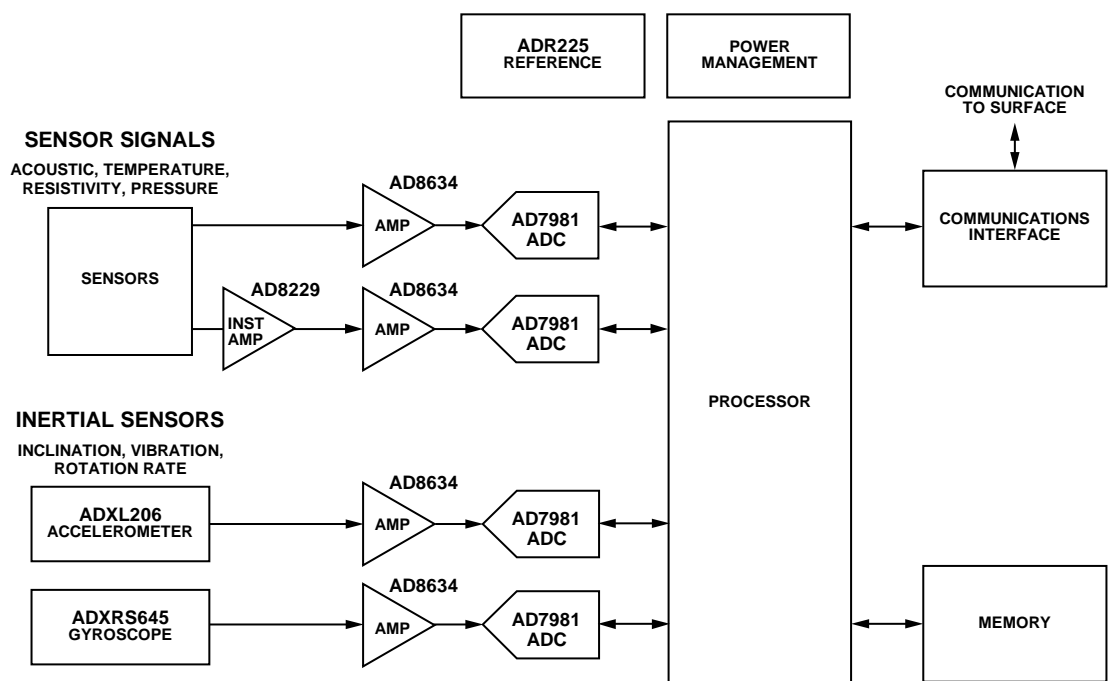 ADR225
REFERENCE
POWER
MANAGEMENT
COMMUNICATION
TO SURFACE
SENSOR SIGNALS
ACOUSTIC, TEMPERATURE,
RESISTIVITY, PRESSURE
SENSORS
AD8634
AMP
AD7981
ADC
COMMUNICATIONS
INTERFACE
AD8229
INST
AMP
AD8634
AMP
AD7981
ADC
PROCESSOR
INERTIAL SENSORS
INCLINATION, VIBRATION,
ROTATION RATE
ADXL206
ACCELEROMETER
AD8634
AMP
AD7981
ADC
ADXRS645
GYROSCOPE
AD8634
AMP
AD7981
ADC
MEMORY